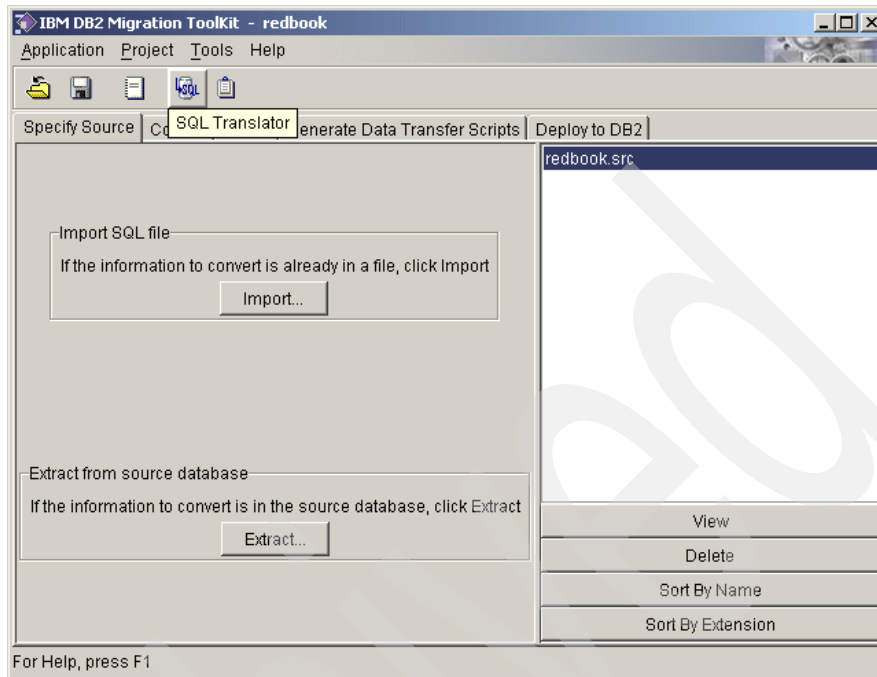 IBM DB2 Migration ToolKit - redbook
Application Project Tools Help
SQL
SQL Translator
Specify Source Co enerate Data Transfer Scripts Deploy to DB2
redbook.src
Import SQL file
If the information to convert is already in a file, click Import
Import...
Extract from source database
If the information to convert is in the source database, click Extract
Extract...
View
Delete
Sort By Name
Sort By Extension
For Help, press F1